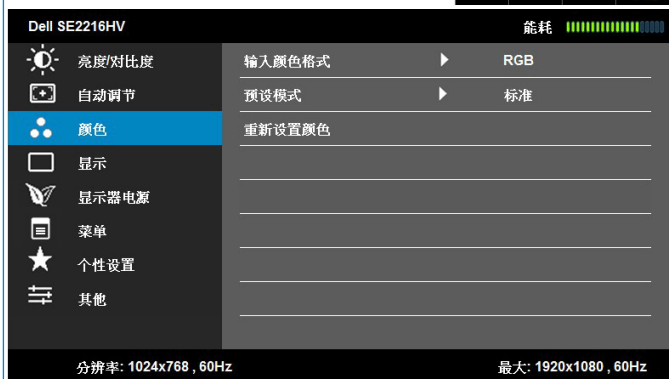 Dell SE2216HV 能耗
亮度/对比度 输入颜色格式 RGB
自动调节 预设模式 标准
颜色 重新设置颜色
显示
显示器电源
菜单
个性设置
其他
分辨率: 1024x768 , 60Hz 最大: 1920x1080 , 60Hz